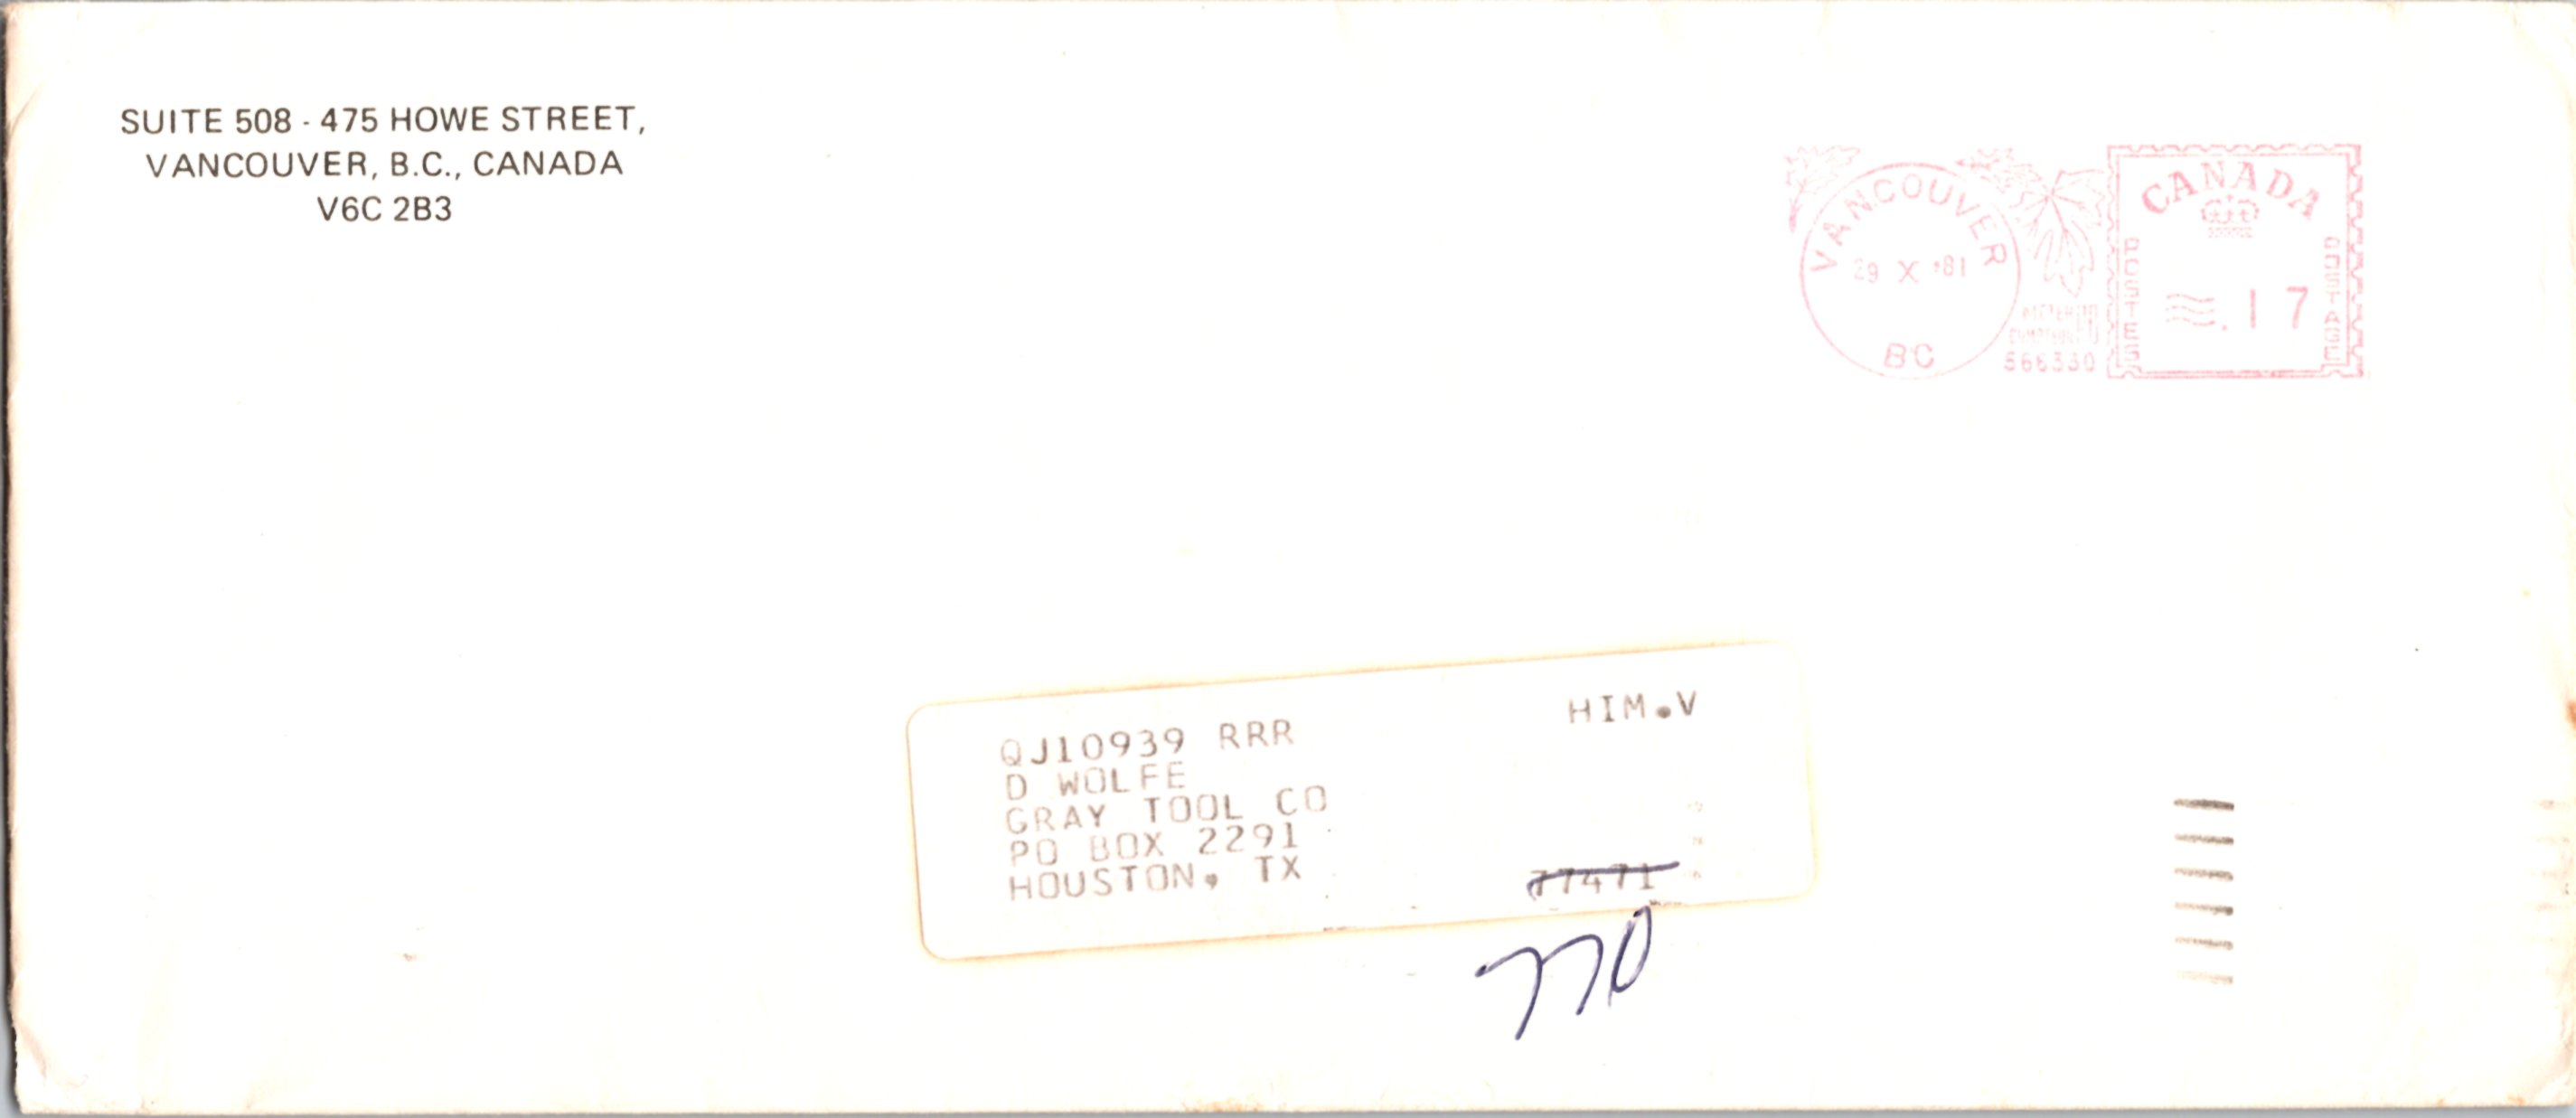 SUITE 508 - 475 HOWE STREET,
VANCOUVER, B.C., CANADA
V6C 2B3
VANCOUVER
29 X '81
BC
CANADA
POSTES
POSTAGE
.17
QJ10939 RRR HIM.V
D WOLFE
GRAY TOOL CO
PO BOX 2291
HOUSTON, TX 77471
770